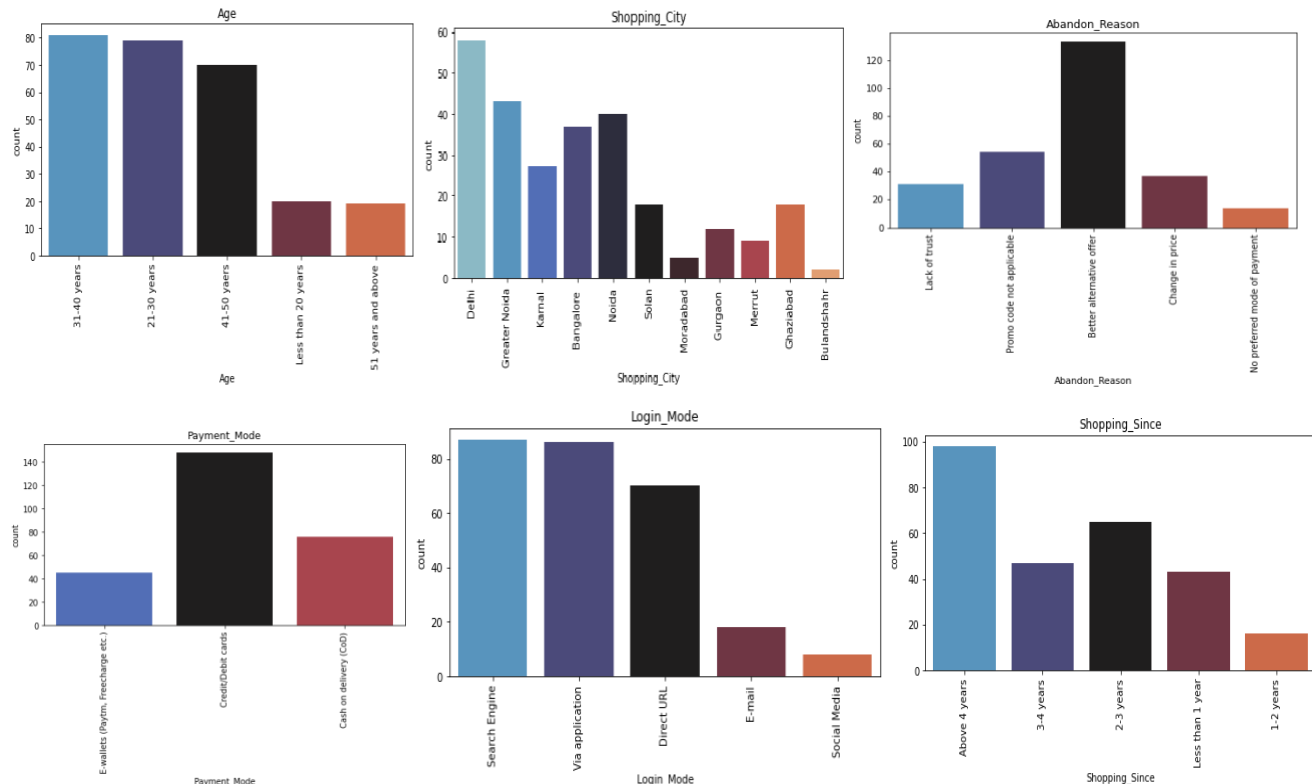 Age
80
70
60
50
40
30
20
10
0
count
31-40 years
21-30 years
41-50 yaers
Less than 20 years
51 years and above
Age
Shopping_City
60
50
40
30
20
10
0
count
Delhi
Greater Noida
Karnal
Bangalore
Noida
Solan
Moradabad
Gurgaon
Merrut
Ghaziabad
Bulandshahr
Shopping_City
Abandon_Reason
120
100
80
60
40
20
0
count
Lack of trust
Promo code not applicable
Better alternative offer
Change in price
No preferred mode of payment
Abandon_Reason
Payment_Mode
140
120
100
80
60
40
20
0
count
E-wallets (Paytm, Freecharge etc.)
Credit/Debit cards
Cash on delivery (CoD)
Payment_Mode
Login_Mode
80
60
40
20
0
count
Search Engine
Via application
Direct URL
E-mail
Social Media
Login_Mode
Shopping_Since
100
80
60
40
20
0
count
Above 4 years
3-4 years
2-3 years
Less than 1 year
1-2 years
Shopping_Since